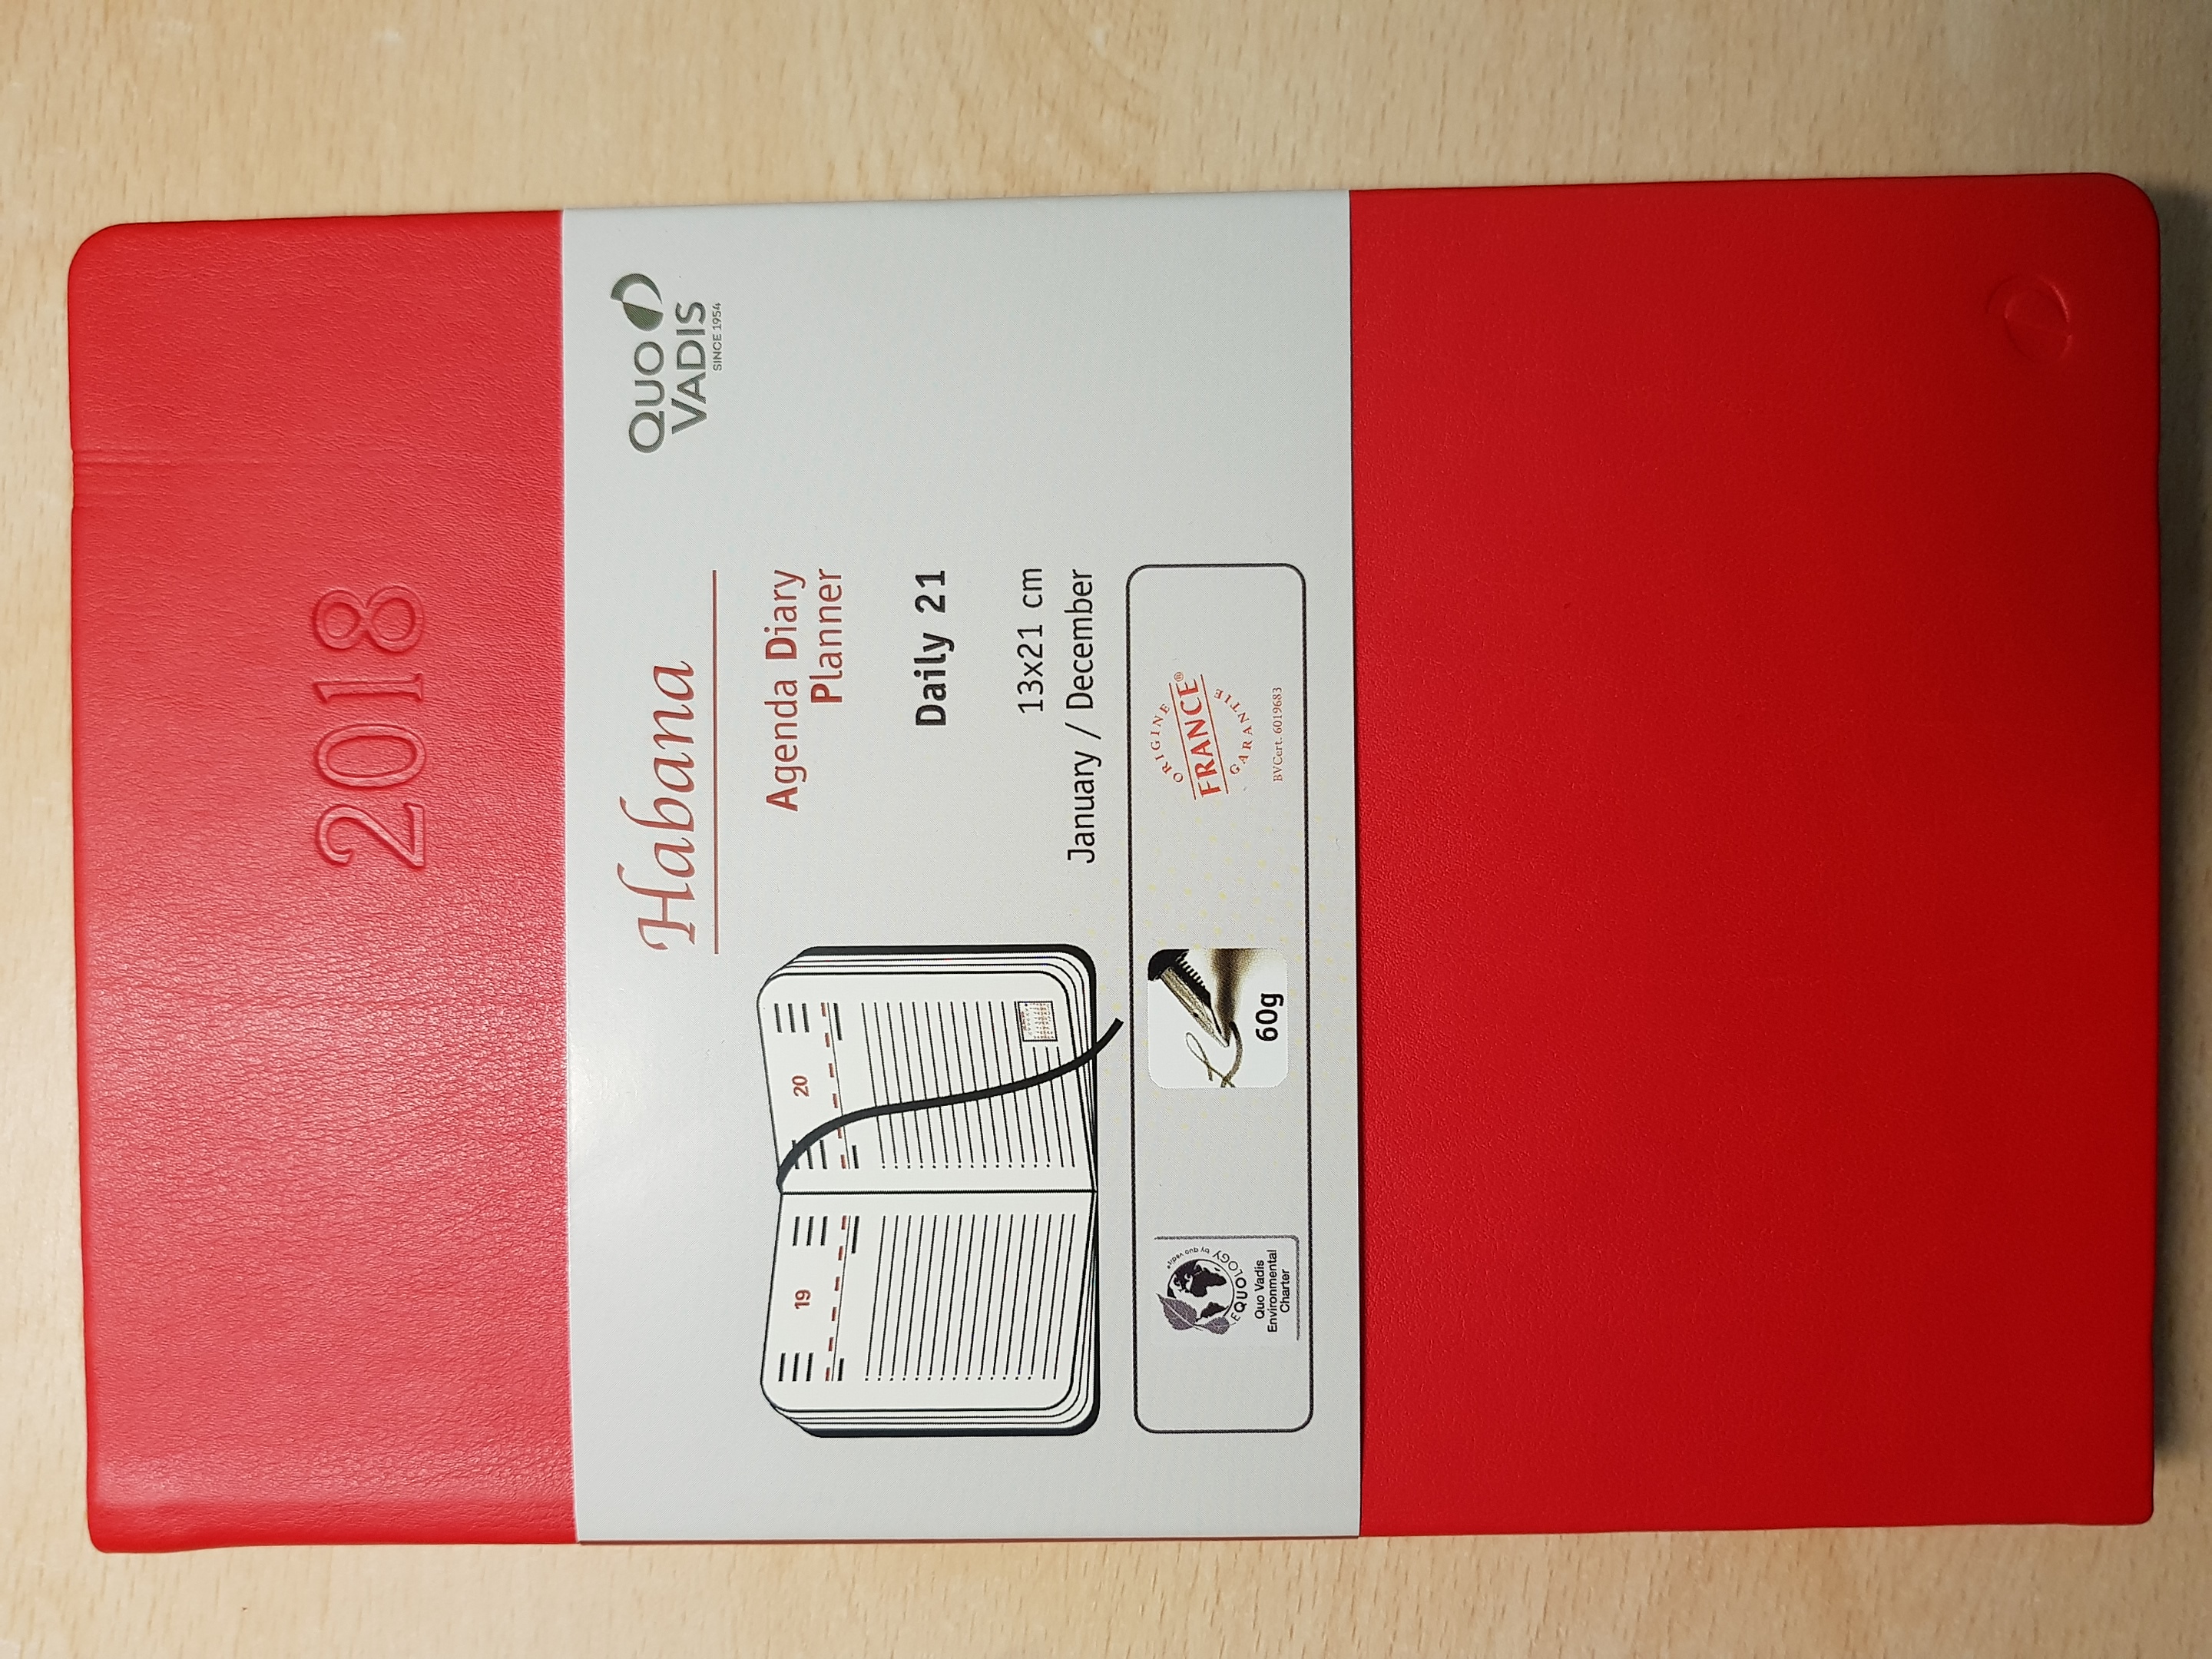 2018
QUO
VADIS
SINCE 1954
Habana
Agenda Diary
Planner
Daily 21
13x21 cm
January / December
19
20
EQUOLOGY by quo vadis
Quo Vadis
Environmental
Charter
60g
ORIGINE
FRANCE®
GARANTIE
BVCert. 6019683